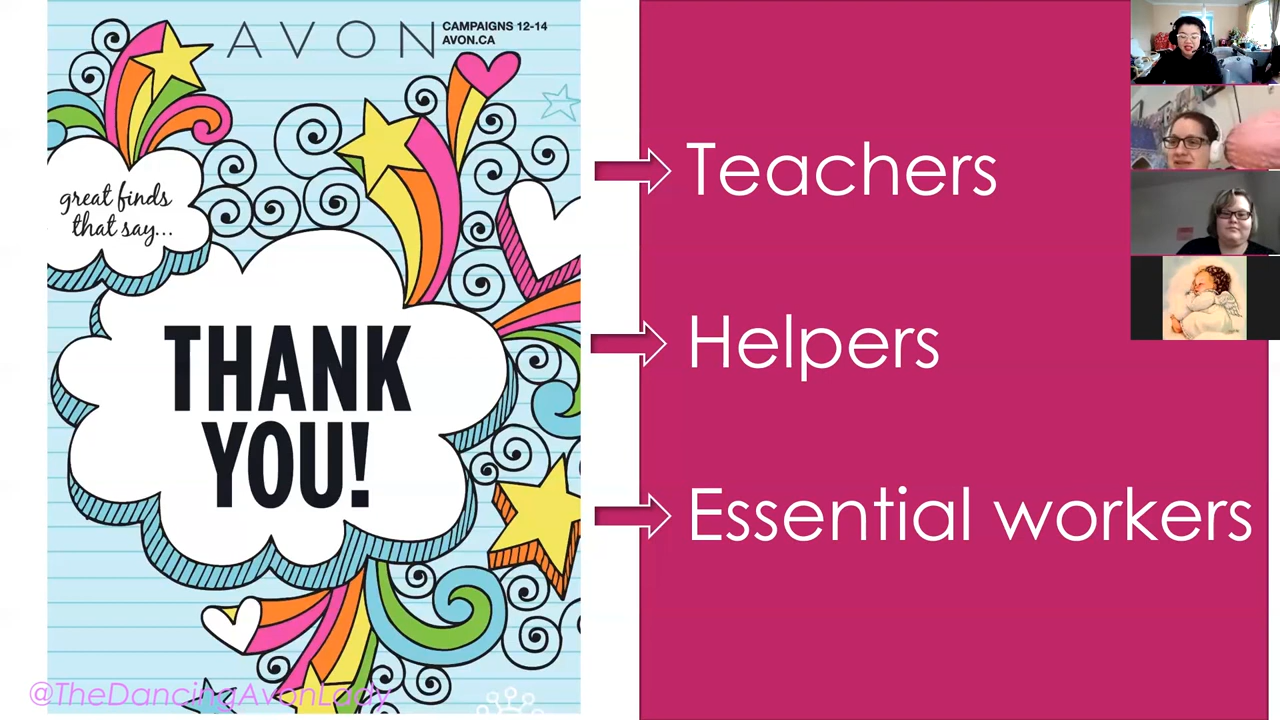 AVON
CAMPAIGNS 12-14
AVON.CA
great finds
that say...
THANK
YOU!
Teachers
Helpers
Essential workers
@TheDancingAvonLady